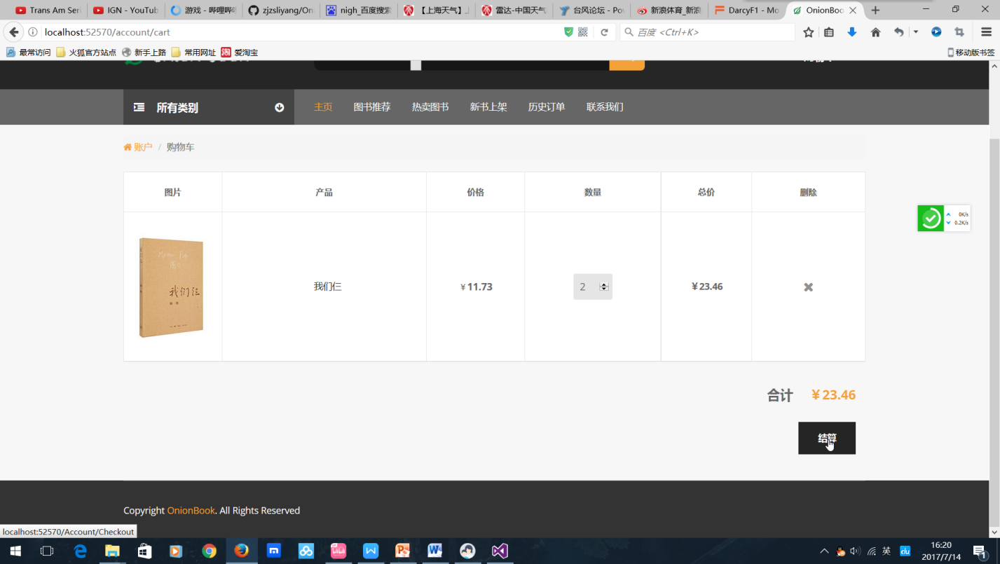 Trans Am Seri
IGN - YouTub
游戏 - 哔哩哔哩
zjzsliyang/On
nigh_百度搜索
【上海天气】
雷达-中国天气
台风论坛 - Po
新浪体育_新浪
DarcyF1 - Mo
OnionBoo
localhost:52570/account/cart
百度 <Ctrl+K>
最常访问
火狐官方站点
新手上路
常用网址
淘
爱淘宝
移动版书签
所有类别
主页
图书推荐
热卖图书
新书上架
历史订单
联系我们
账户 / 购物车
图片
产品
价格
数量
总价
删除
我们仨
我们仨
¥ 11.73
2
¥ 23.46
0K/s
0.2K/s
合计 ¥ 23.46
结算
Copyright OnionBook. All Rights Reserved
localhost:52570/Account/Checkout
英
du
16:20
2017/7/14
1